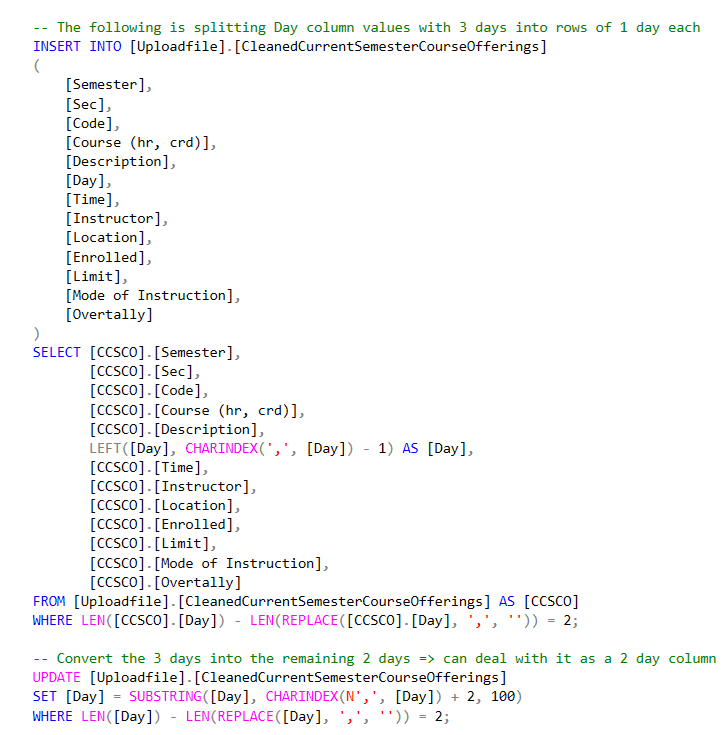 -- The following is splitting Day column values with 3 days into rows of 1 day each
INSERT INTO [Uploadfile].[CleanedCurrentSemesterCourseOfferings]
(
[Semester],
[Sec],
[Code],
[Course (hr, crd)],
[Description],
[Day],
[Time],
[Instructor],
[Location],
[Enrolled],
[Limit],
[Mode of Instruction],
[Overtally]
)
SELECT [CCSCO].[Semester],
[CCSCO].[Sec],
[CCSCO].[Code],
[CCSCO].[Course (hr, crd)],
[CCSCO].[Description],
LEFT([Day], CHARINDEX(',', [Day]) - 1) AS [Day],
[CCSCO].[Time],
[CCSCO].[Instructor],
[CCSCO].[Location],
[CCSCO].[Enrolled],
[CCSCO].[Limit],
[CCSCO].[Mode of Instruction],
[CCSCO].[Overtally]
FROM [Uploadfile].[CleanedCurrentSemesterCourseOfferings] AS [CCSCO]
WHERE LEN([CCSCO].[Day]) - LEN(REPLACE([CCSCO].[Day], ',', '')) = 2;
-- Convert the 3 days into the remaining 2 days => can deal with it as a 2 day column
UPDATE [Uploadfile].[CleanedCurrentSemesterCourseOfferings]
SET [Day] = SUBSTRING([Day], CHARINDEX(N',', [Day]) + 2, 100)
WHERE LEN([Day]) - LEN(REPLACE([Day], ',', '')) = 2;